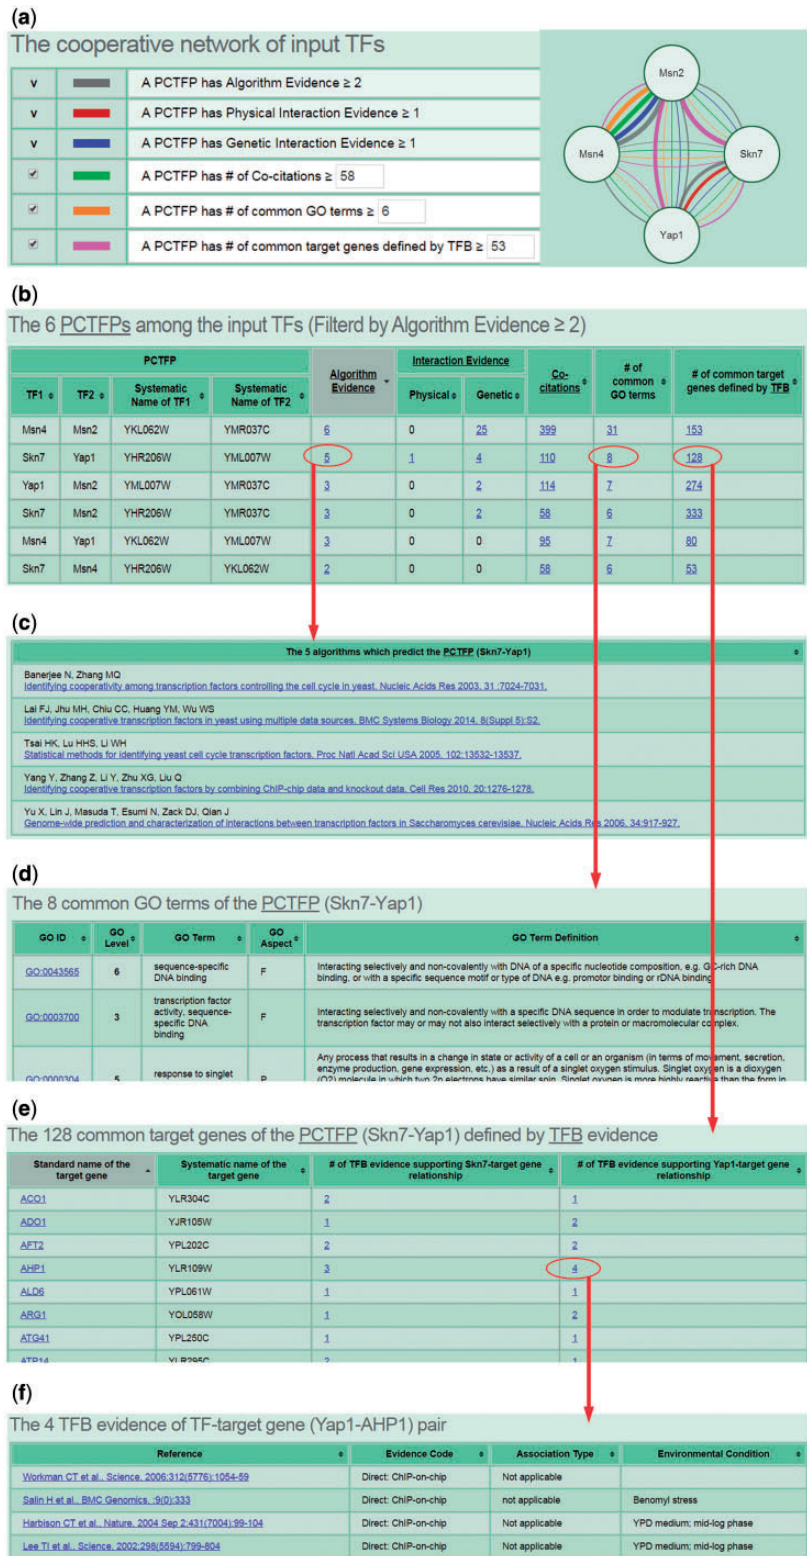 (a)
The cooperative network of input TFs
v A PCTFP has Algorithm Evidence ≥ 2
v A PCTFP has Physical Interaction Evidence ≥ 1
v A PCTFP has Genetic Interaction Evidence ≥ 1
A PCTFP has # of Co-citations ≥ 58
A PCTFP has # of common GO terms ≥ 6
A PCTFP has # of common target genes defined by TFB ≥ 53
Msn2
Msn4
Skn7
Yap1
(b)
The 6 PCTFPs among the input TFs (Filterd by Algorithm Evidence ≥ 2)
PCTFP Algorithm Evidence Interaction Evidence Co-citations # of common GO terms # of common target genes defined by TFB
TF1 TF2 Systematic Name of TF1 Systematic Name of TF2 Physical Genetic
Msn4 Msn2 YKL062W YMR037C 6 0 25 399 31 153
Skn7 Yap1 YHR206W YML007W 5 1 4 110 8 128
Yap1 Msn2 YML007W YMR037C 3 0 2 114 7 274
Skn7 Msn2 YHR206W YMR037C 3 0 2 58 6 333
Msn4 Yap1 YKL062W YML007W 3 0 0 95 7 80
Skn7 Msn4 YHR206W YKL062W 2 0 0 58 6 53
(c)
The 5 algorithms which predict the PCTFP (Skn7-Yap1)
Banerjee N, Zhang MQ
Identifying cooperativity among transcription factors controlling the cell cycle in yeast. Nucleic Acids Res 2003, 31 :7024-7031.
Lai FJ, Jhu MH, Chiu CC, Huang YM, Wu WS
Identifying cooperative transcription factors in yeast using multiple data sources. BMC Systems Biology 2014, 8(Suppl 5):S2.
Tsai HK, Lu HHS, Li WH
Statistical methods for identifying yeast cell cycle transcription factors. Proc Natl Acad Sci USA 2005, 102:13532-13537.
Yang Y, Zhang Z, Li Y, Zhu XG, Liu Q
Identifying cooperative transcription factors by combining ChIP-chip data and knockout data. Cell Res 2010, 20:1276-1278.
Yu X, Lin J, Masuda T, Esumi N, Zack DJ, Qian J
Genome-wide prediction and characterization of interactions between transcription factors in Saccharomyces cerevisiae. Nucleic Acids Res 2006, 34:917-927.
(d)
The 8 common GO terms of the PCTFP (Skn7-Yap1)
GO ID GO Level GO Term GO Aspect GO Term Definition
GO:0043565 6 sequence-specific DNA binding F Interacting selectively and non-covalently with DNA of a specific nucleotide composition, e.g. GC-rich DNA
binding, or with a specific sequence motif or type of DNA e.g. promotor binding or rDNA binding.
GO:0003700 3 transcription factor activity, sequence-specific DNA binding F Interacting selectively and non-covalently with a specific DNA sequence in order to modulate transcription. The
transcription factor may or may not also interact selectively with a protein or macromolecular complex.
GO:0000304 5 response to singlet P Any process that results in a change in state or activity of a cell or an organism (in terms of movement, secretion,
enzyme production, gene expression, etc.) as a result of a singlet oxygen stimulus. Singlet oxygen is a dioxygen
(O2) molecule in which two 2p electrons have similar spin. Singlet oxygen is more highly reactive than the form in
(e)
The 128 common target genes of the PCTFP (Skn7-Yap1) defined by TFB evidence
Standard name of the target gene Systematic name of the target gene # of TFB evidence supporting Skn7-target gene relationship # of TFB evidence supporting Yap1-target gene relationship
ACO1 YLR304C 2 1
ADO1 YJR105W 1 2
AFT2 YPL202C 2 2
AHP1 YLR109W 3 4
ALD6 YPL061W 1 1
ARG1 YOL058W 1 2
ATG41 YPL250C 1 1
ATP14 YLR295C 2 1
(f)
The 4 TFB evidence of TF-target gene (Yap1-AHP1) pair
Reference Evidence Code Association Type Environmental Condition
Workman CT et al., Science, 2006;312(5776):1054-59 Direct: ChIP-on-chip Not applicable
Salin H et al., BMC Genomics, ;9(0):333 Direct: ChIP-on-chip not applicable Benomyl stress
Harbison CT et al., Nature, 2004 Sep 2;431(7004):99-104 Direct: ChIP-on-chip Not applicable YPD medium; mid-log phase
Lee TI et al., Science, 2002;298(5594):799-804 Direct: ChIP-on-chip Not applicable YPD medium; mid-log phase